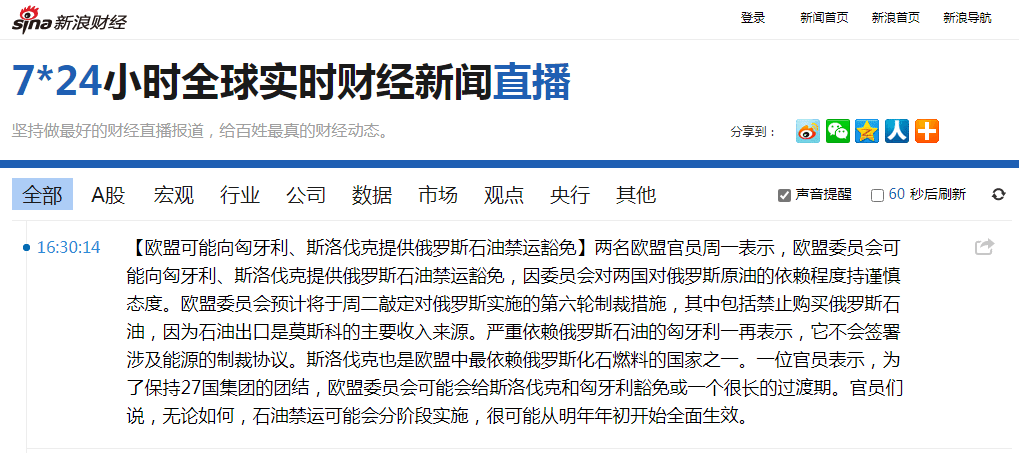 sina新浪财经
登录 新闻首页 新浪首页 新浪导航
7*24小时全球实时财经新闻直播
坚持做最好的财经直播报道，给百姓最真的财经动态。
分享到：
全部 A股 宏观 行业 公司 数据 市场 观点 央行 其他
声音提醒 60 秒后刷新
16:30:14 【欧盟可能向匈牙利、斯洛伐克提供俄罗斯石油禁运豁免】两名欧盟官员周一表示，欧盟委员会可
能向匈牙利、斯洛伐克提供俄罗斯石油禁运豁免，因委员会对两国对俄罗斯原油的依赖程度持谨慎
态度。欧盟委员会预计将于周二敲定对俄罗斯实施的第六轮制裁措施，其中包括禁止购买俄罗斯石
油，因为石油出口是莫斯科的主要收入来源。严重依赖俄罗斯石油的匈牙利一再表示，它不会签署
涉及能源的制裁协议。斯洛伐克也是欧盟中最依赖俄罗斯化石燃料的国家之一。一位官员表示，为
了保持27国集团的团结，欧盟委员会可能会给斯洛伐克和匈牙利豁免或一个很长的过渡期。官员们
说，无论如何，石油禁运可能会分阶段实施，很可能从明年年初开始全面生效。